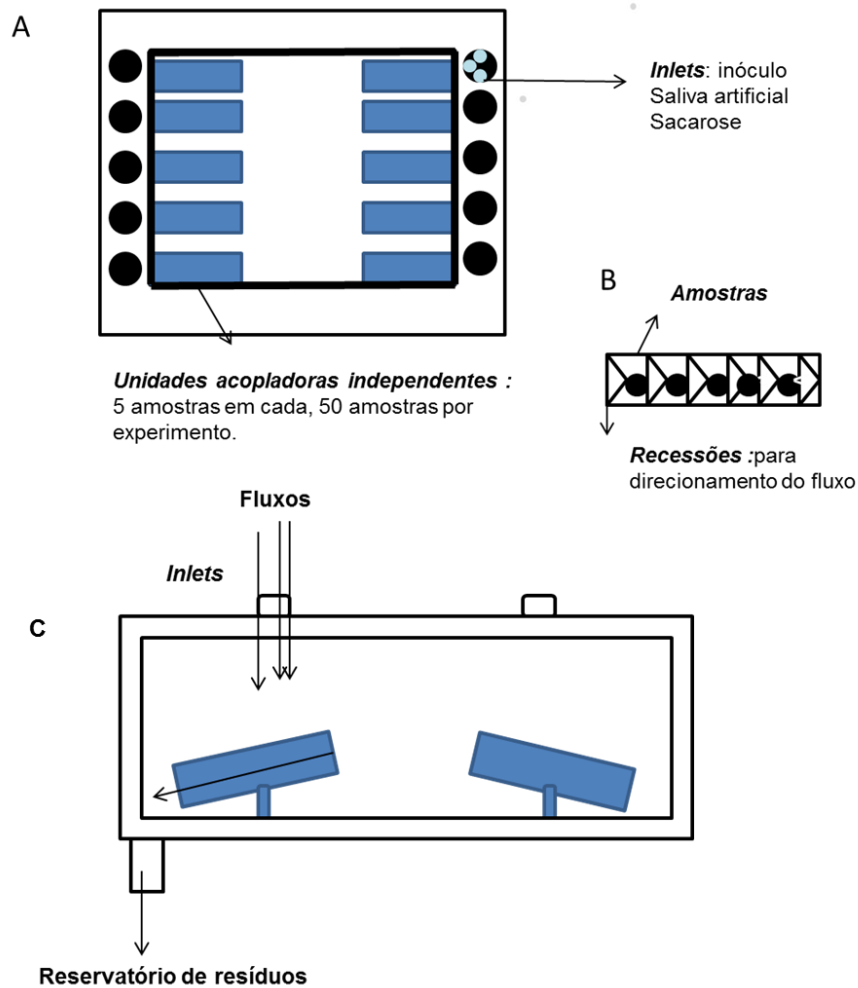 A
Inlets: inóculo
Saliva artificial
Sacarose
B
Amostras
Unidades acopladoras independentes :
5 amostras em cada, 50 amostras por
experimento.
Recessões :para
direcionamento do fluxo
Fluxos
Inlets
C
Reservatório de resíduos